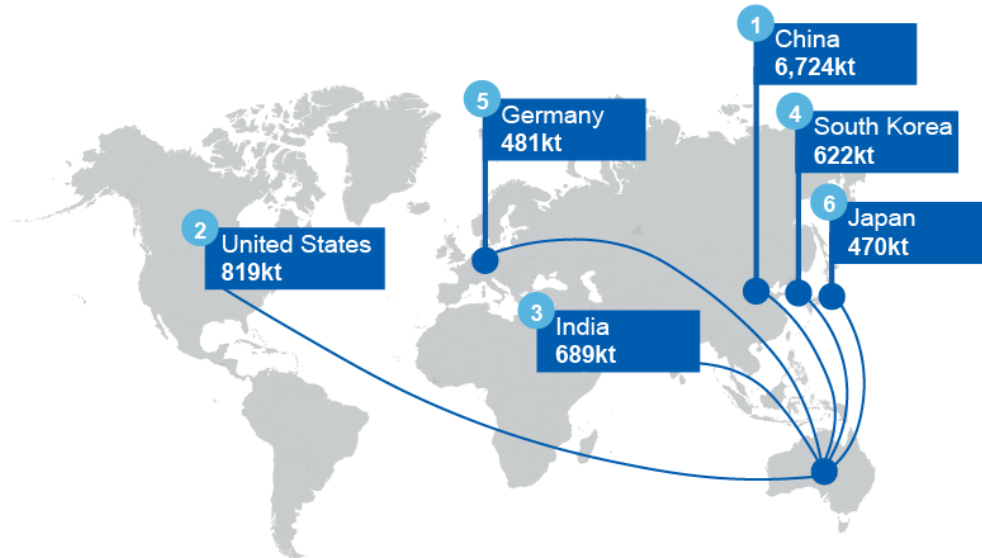 1
China
6,724kt
5
Germany
481kt
4
South Korea
622kt
6
Japan
470kt
2
United States
819kt
3
India
689kt